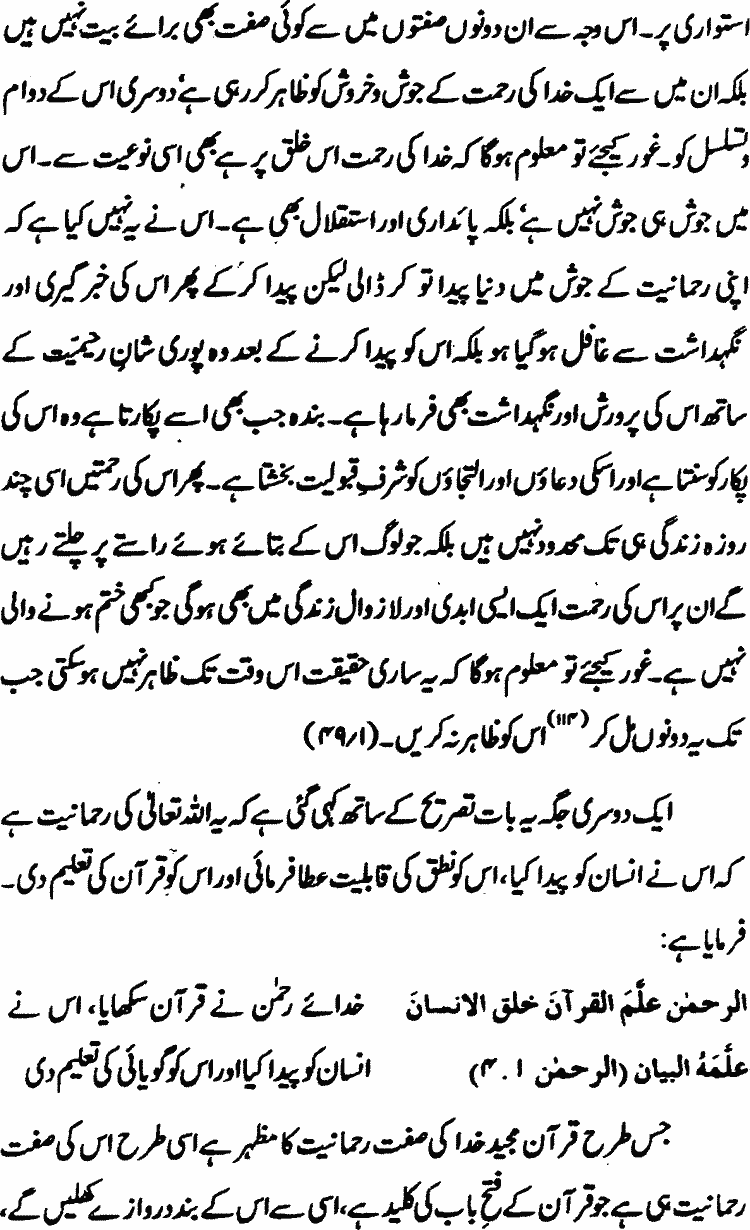 استواری پر۔ اس وجہ سے ان دونوں صفتوں میں سے کوئی صفت بھی برائے بیت نہیں ہیں
بلکہ ان میں سے ایک خدا کی رحمت کے جوش و خروش کو ظاہر کر رہی ہے، دوسری اس کے دوام
و تسلسل کو۔ غور کیجئے تو معلوم ہوگا کہ خدا کی رحمت اس خلق پر ہے بھی اسی نوعیت سے۔ اس
میں جوش ہی جوش نہیں ہے، بلکہ پائداری اور استقلال بھی ہے۔ اس نے یہ نہیں کیا ہے کہ
اپنی رحمانیت کے جوش میں دنیا پیدا تو کر ڈالی لیکن پیدا کر کے پھر اس کی خبر گیری اور
نگہداشت سے غافل ہوگیا ہو بلکہ اس کو پیدا کرنے کے بعد وہ پوری شانِ رحیمیّت کے
ساتھ اس کی پرورش اور نگہداشت بھی فرما رہا ہے۔ بندہ جب بھی اسے پکارتا ہے وہ اس کی
پکار کو سنتا ہے اور اسکی دعاؤں اور التجاؤں کو شرفِ قبولیت بخشتا ہے۔ پھر اس کی رحمتیں اسی چند
روزہ زندگی ہی تک محدود نہیں ہیں بلکہ جو لوگ اس کے بتائے ہوئے راستے پر چلتے رہیں
گے ان پر اس کی رحمت ایک ایسی ابدی اور لازوال زندگی میں بھی ہوگی جو کبھی ختم ہونے والی
نہیں ہے۔ غور کیجئے تو معلوم ہوگا کہ یہ ساری حقیقت اس وقت تک ظاہر نہیں ہوسکتی جب
تک یہ دونوں مل کر (۱۱۴) اس کو ظاہر نہ کریں۔ (۴۹/۱)
ایک دوسری جگہ یہ بات تصریح کے ساتھ کہی گئی ہے کہ یہ اللہ تعالیٰ کی رحمانیت ہے
کہ اس نے انسان کو پیدا کیا، اس کو نطق کی قابلیت عطا فرمائی اور اس کو قرآن کی تعلیم دی۔
فرمایا ہے:
الرحمٰن علَّمَ القرآنَ خلق الانسانَ خدائے رحمٰن نے قرآن سکھایا، اس نے
علَّمَهُ البیان (الرحمٰن ۱۔۴) انسان کو پیدا کیا اور اس کو گویائی کی تعلیم دی
جس طرح قرآن مجید خدا کی صفت رحمانیت کا مظہر ہے اسی طرح اس کی صفت
رحمانیت ہی ہے جو قرآن کے فتحِ باب کی کلید ہے، اسی سے اس کے بند دروازے کھلیں گے،